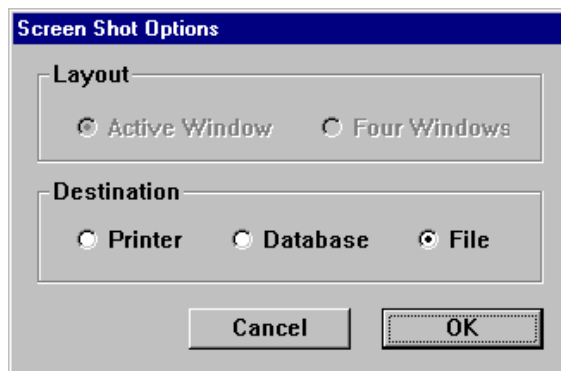 Screen Shot Options
Layout
Active Window Four Windows
Destination
Printer Database File
Cancel OK